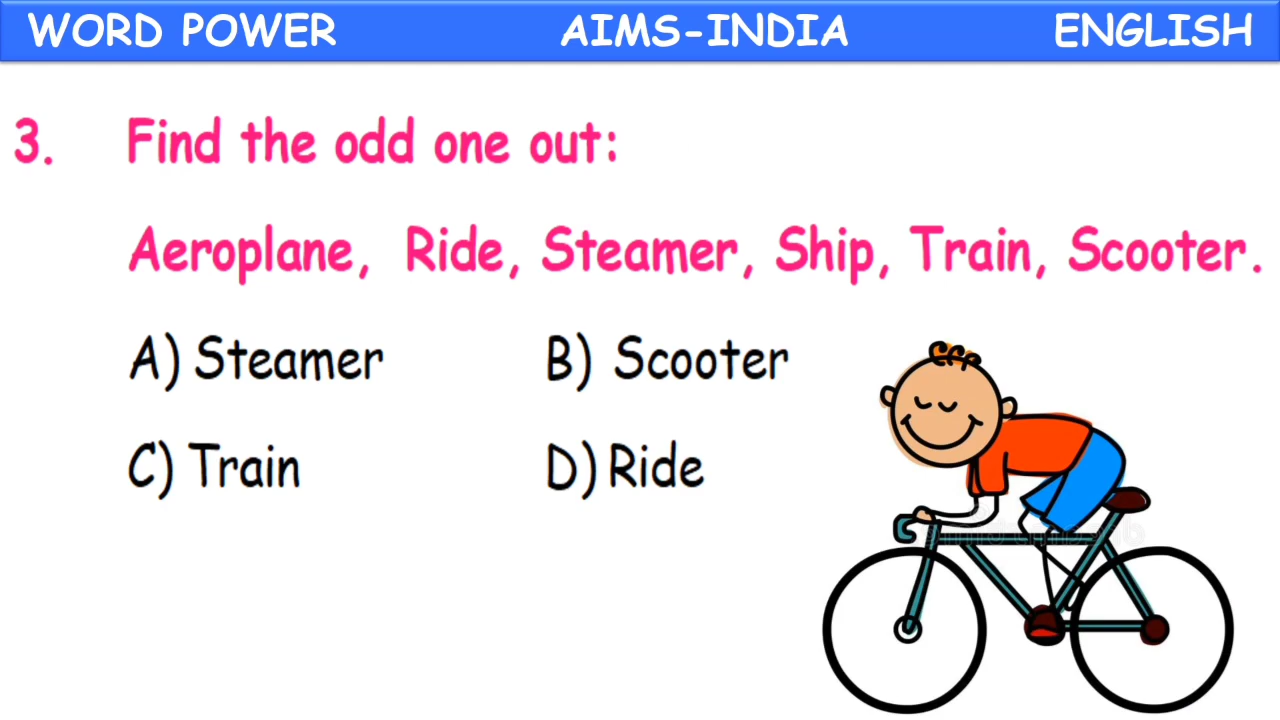 WORD POWER AIMS-INDIA ENGLISH
3. Find the odd one out:
Aeroplane, Ride, Steamer, Ship, Train, Scooter.
A) Steamer B) Scooter
C) Train D) Ride